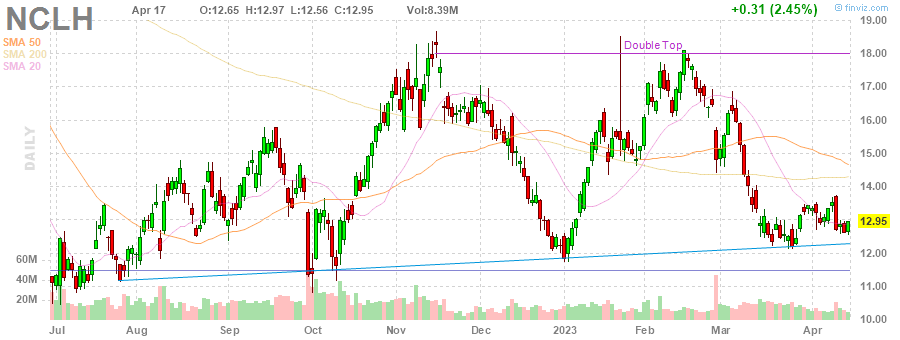 NCLH Apr 17 O:12.65 H:12.97 L:12.56 C:12.95 Vol:8.39M +0.31 (2.45%) © finviz.com
SMA 50
SMA 200
SMA 20
DAILY
Double Top
19.00
18.00
17.00
16.00
15.00
14.00
12.95
12.00
11.00
10.00
60M
40M
20M
Jul Aug Sep Oct Nov Dec 2023 Feb Mar Apr